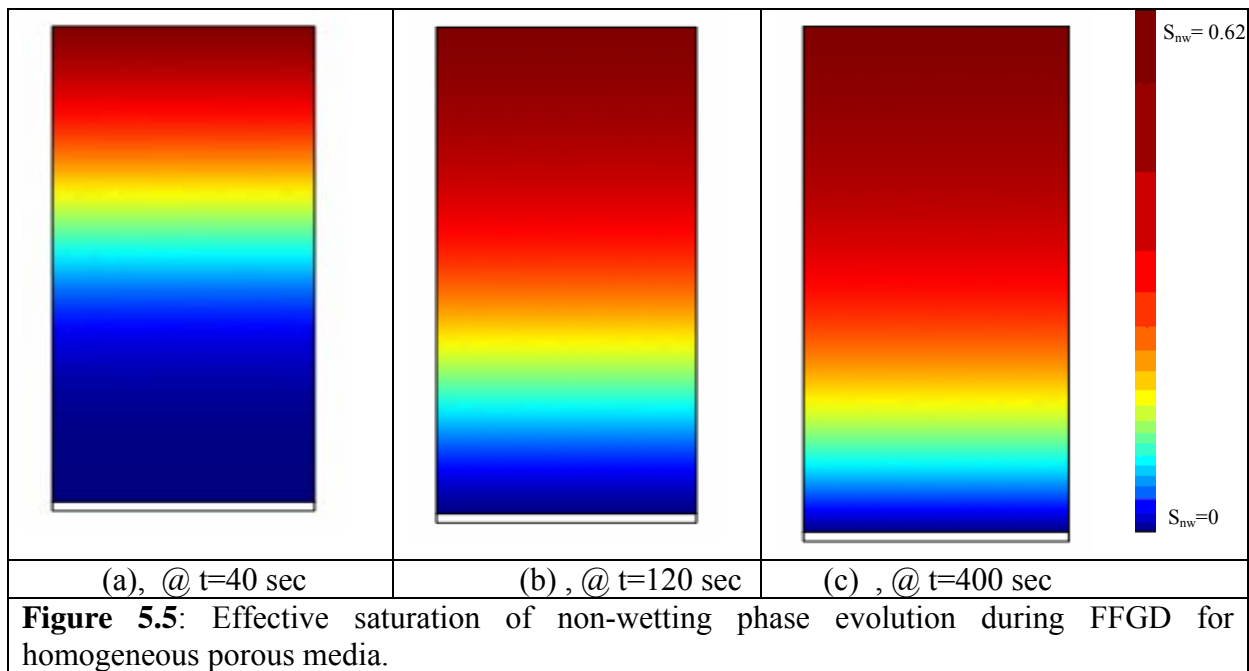 S_nw= 0.62
S_nw=0
(a), @ t=40 sec
(b) , @ t=120 sec
(c) , @ t=400 sec
Figure 5.5: Effective saturation of non-wetting phase evolution during FFGD for
homogeneous porous media.